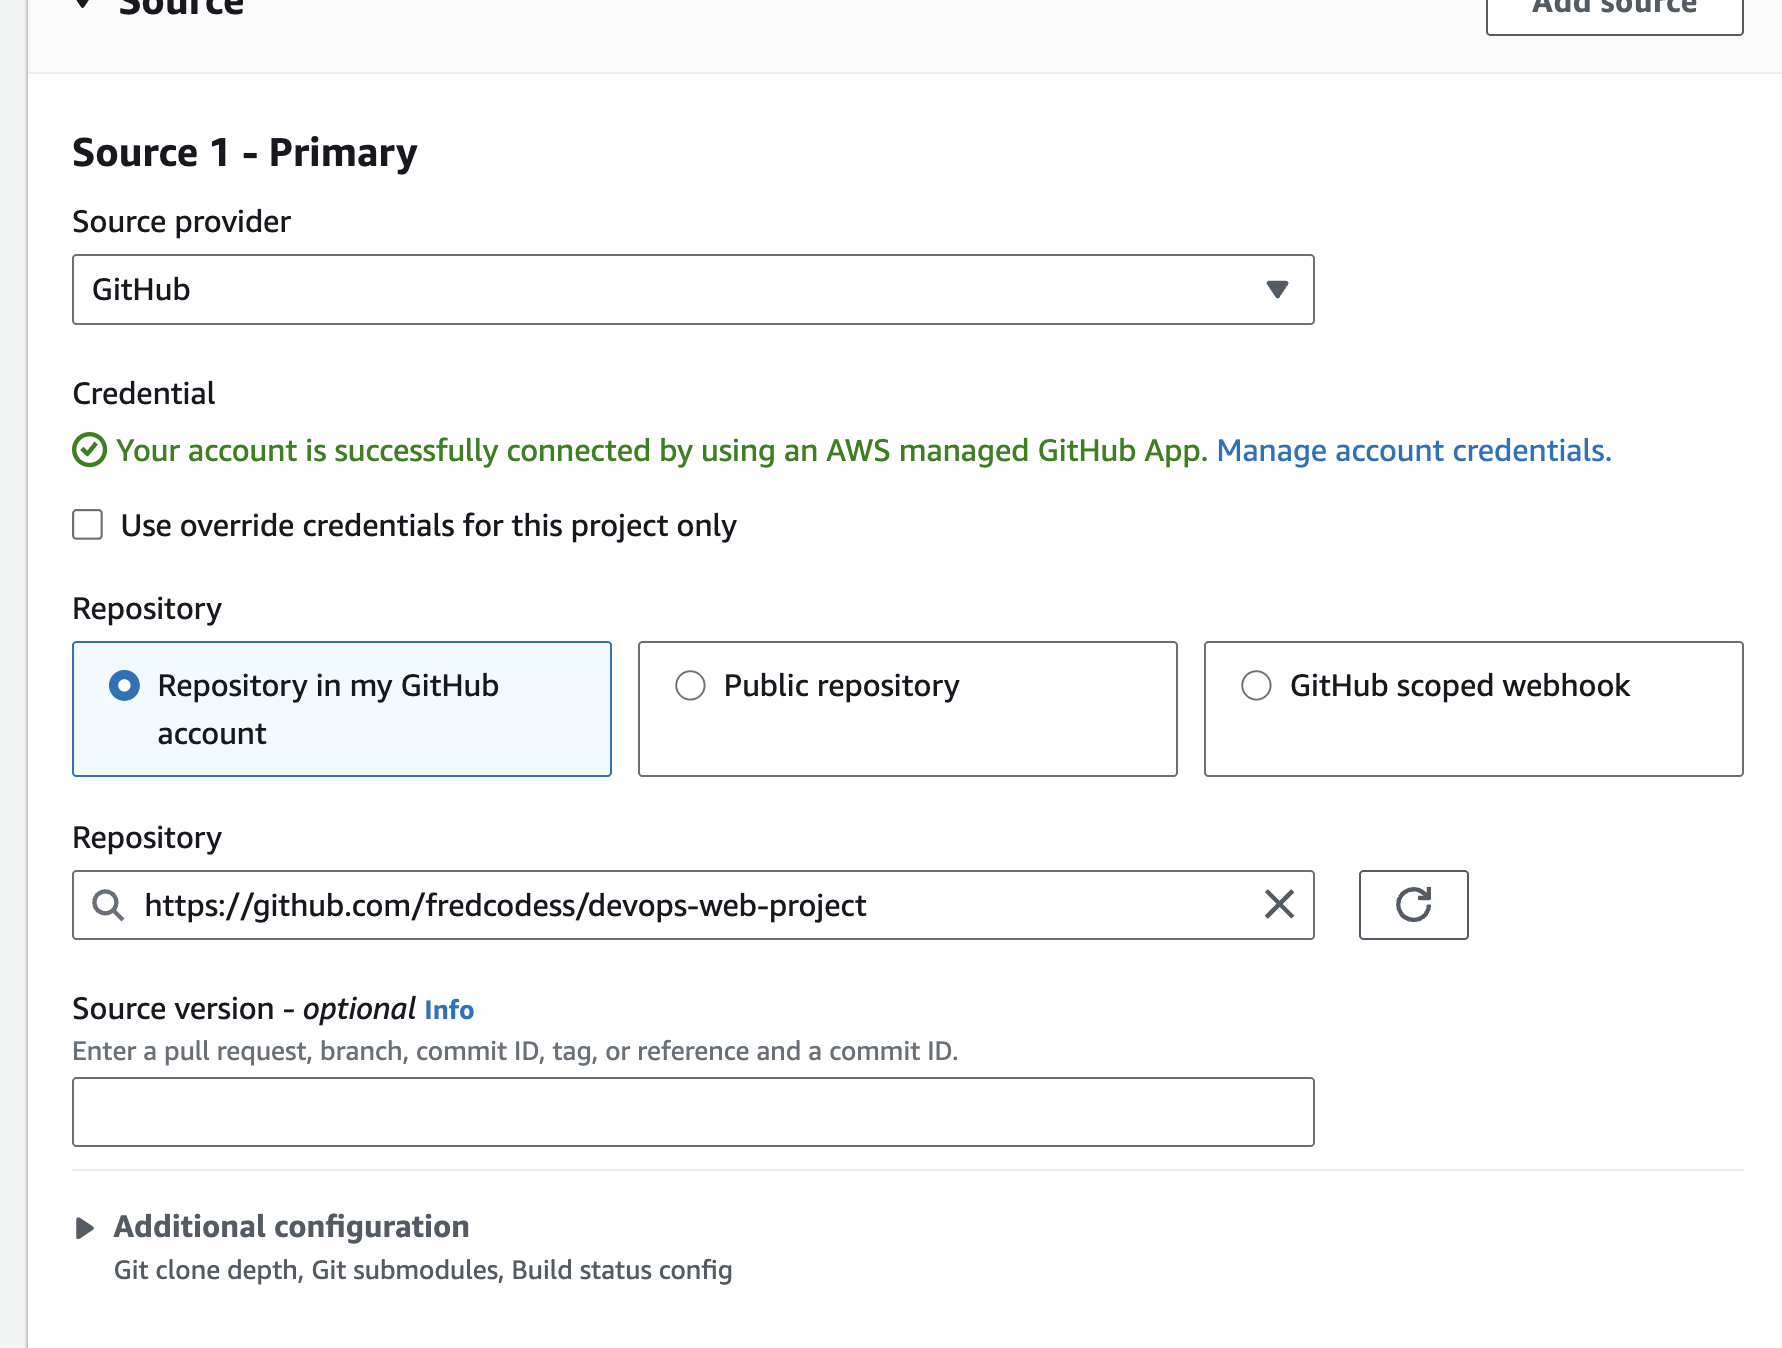 Source
Add source
Source 1 - Primary
Source provider
GitHub
Credential
Your account is successfully connected by using an AWS managed GitHub App. Manage account credentials.
Use override credentials for this project only
Repository
Repository in my GitHub
account
Public repository
GitHub scoped webhook
Repository
https://github.com/fredcodess/devops-web-project
Source version - optional Info
Enter a pull request, branch, commit ID, tag, or reference and a commit ID.
Additional configuration
Git clone depth, Git submodules, Build status config